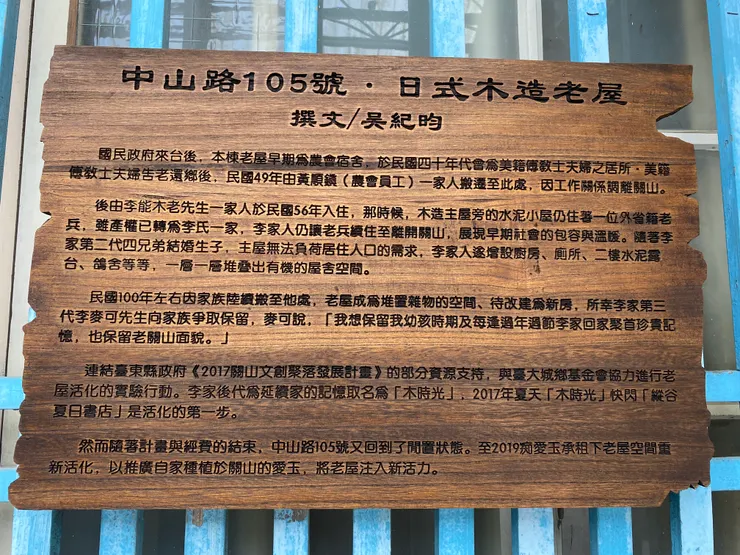 中山路105號·日式木造老屋
撰文/吳紀昀
國民政府來台後，本棟老屋早期為農會宿舍，於民國四十年代曾為美籍傳教士夫婦之居所。美籍
傳教士夫婦告老還鄉後，民國49年由黃順鐃（農會員工）一家人搬遷至此處，因工作關係調離關山。
後由李能木老先生一家人於民國56年入住，那時候，木造主屋旁的水泥小屋仍住著一位外省籍老
兵，雖產權已轉為李氏一家，李家人仍讓老兵續住至離開關山，展現早期社會的包容與溫暖。隨著李
家第二代四兄弟結婚生子，主屋無法負荷居住人口的需求，李家人遂增設廚房、廁所、二樓水泥露
台、鴿舍等等，一層一層堆疊出有機的屋舍空間。
民國100年左右因家族陸續搬至他處，老屋成為堆置雜物的空間、待改建為新房，所幸李家第三
代李麥可先生向家族爭取保留，麥可說，「我想保留我幼孩時期及每逢過年過節李家回家聚首珍貴記
憶，也保留老關山面貌。」
連結臺東縣政府《2017關山文創聚落發展計畫》的部分資源支持，與臺大城鄉基金會協力進行老
屋活化的實驗行動。李家後代為延續家的記憶取名為「木時光」，2017年夏天「木時光」快閃「縱谷
夏日書店」是活化的第一步。
然而隨著計畫與經費的結束，中山路105號又回到了閒置狀態。至2019痴愛玉承租下老屋空間重
新活化，以推廣自家種植於關山的愛玉，將老屋注入新活力。